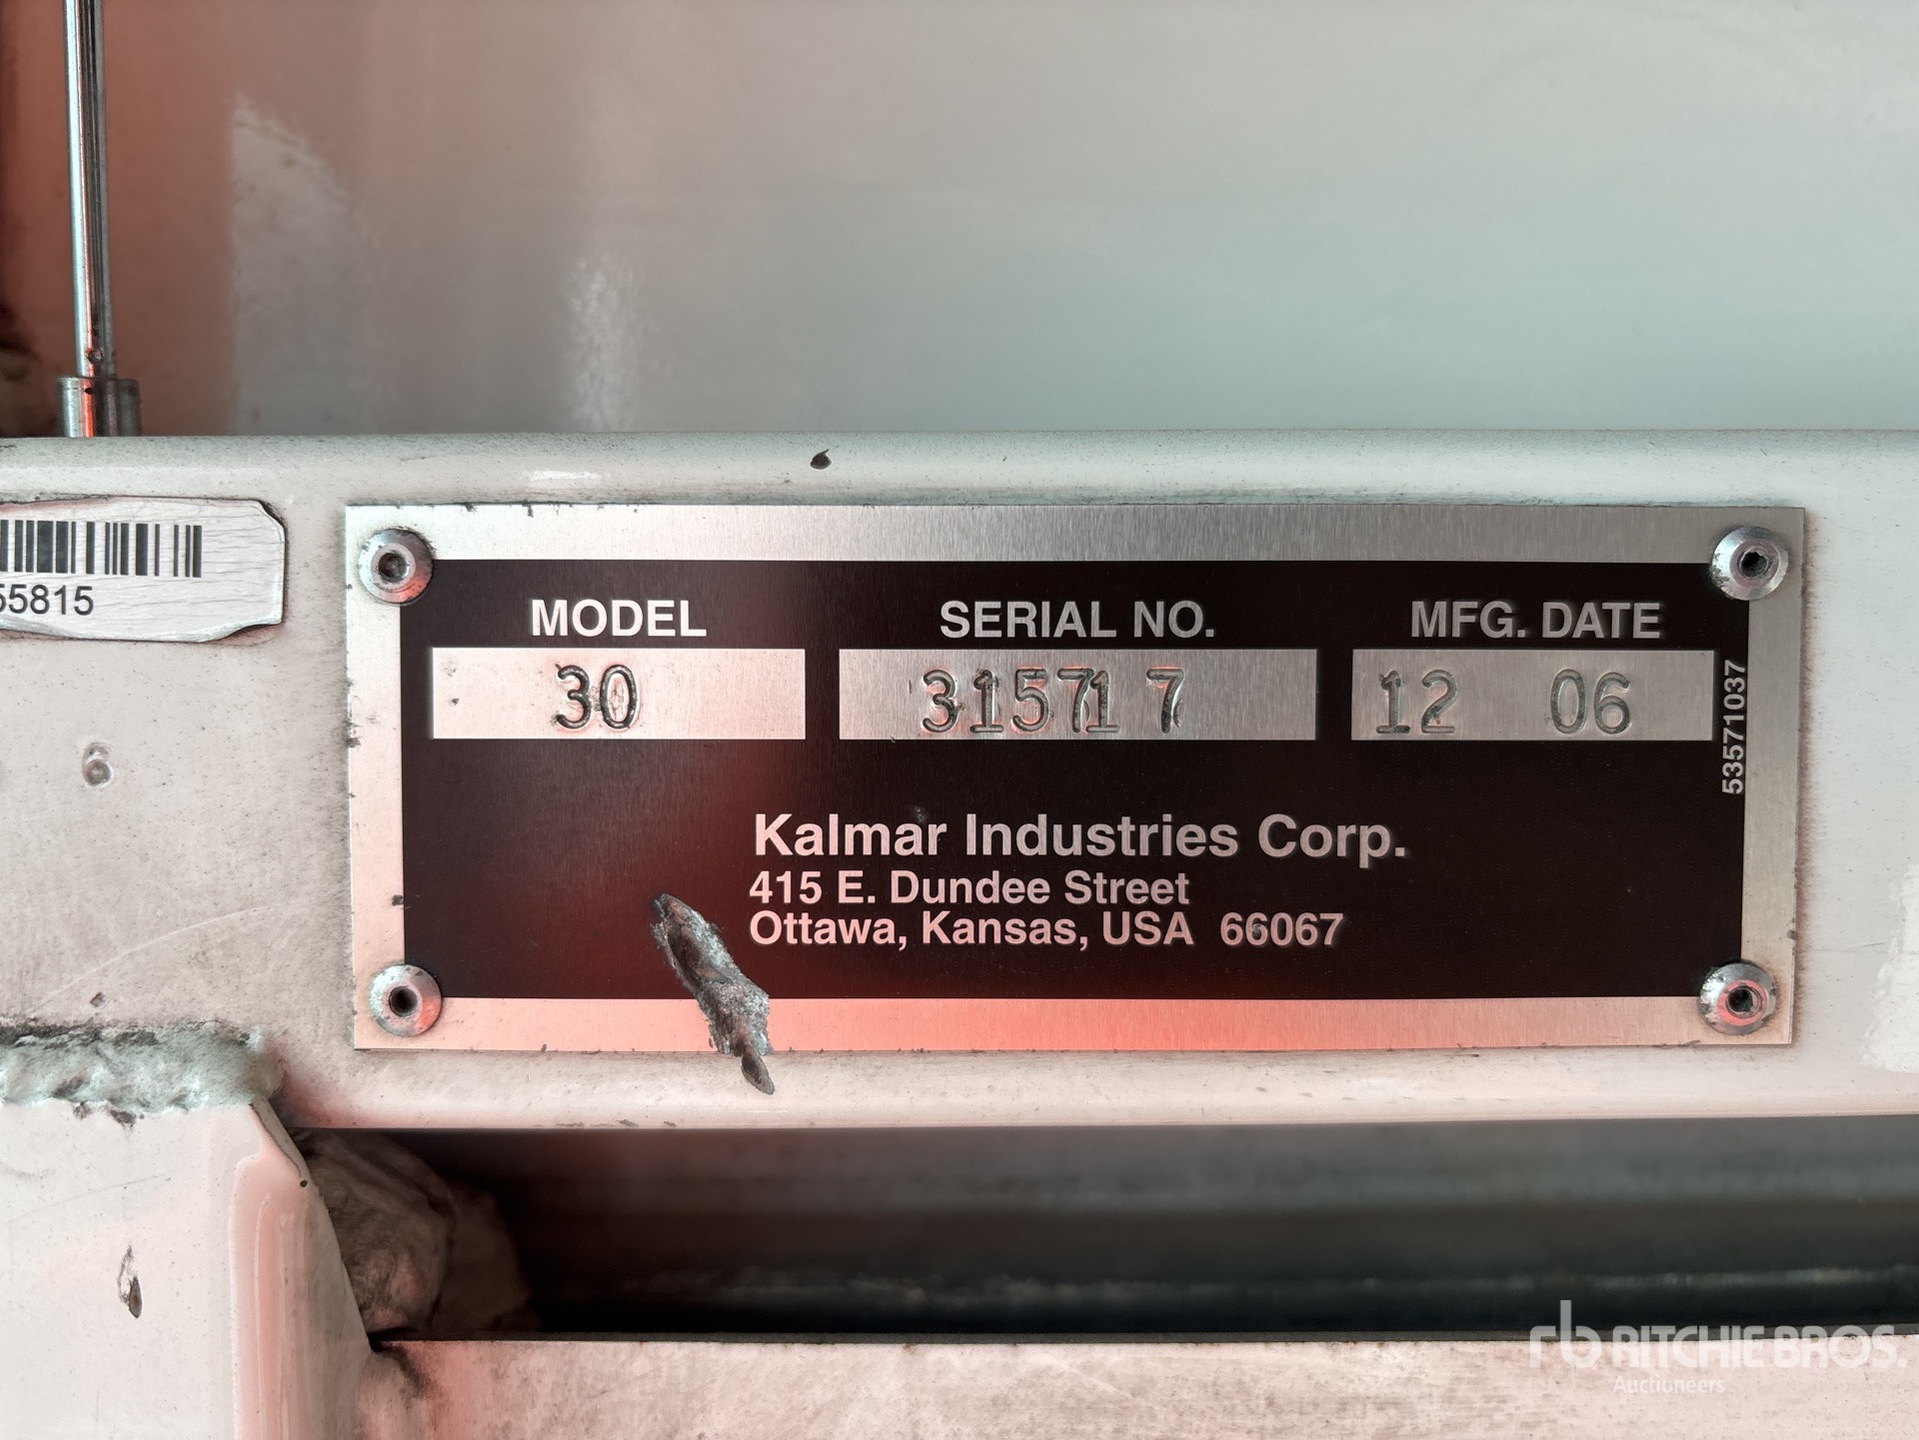 55815
MODEL SERIAL NO. MFG. DATE
30 315717 12 06
53571037
Kalmar Industries Corp.
415 E. Dundee Street
Ottawa, Kansas, USA 66067
rb RITCHIE BROS.
Auctioneers